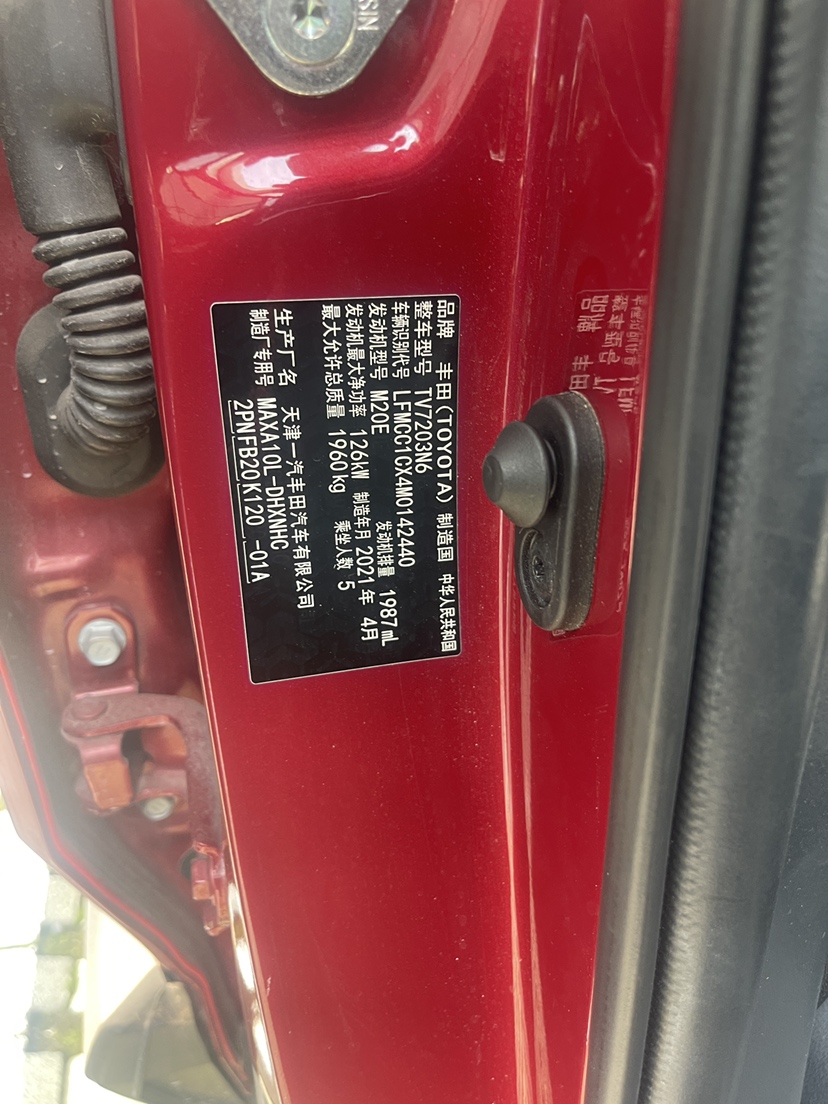 品牌 丰田(TOYOTA) 制造国 中华人民共和国
整车型号 TV7203N6
车辆识别代号 LFMCC1CX4M0142440
发动机型号 M20E 发动机排量 1987mL
发动机最大净功率 126kW 制造年月 2021年 4月
最大允许总质量 1960kg 乘坐人数 5
生产厂名 天津一汽丰田汽车有限公司
制造厂专用号 MAXA10L-DHXNHC
2PNFB20K120 -01A